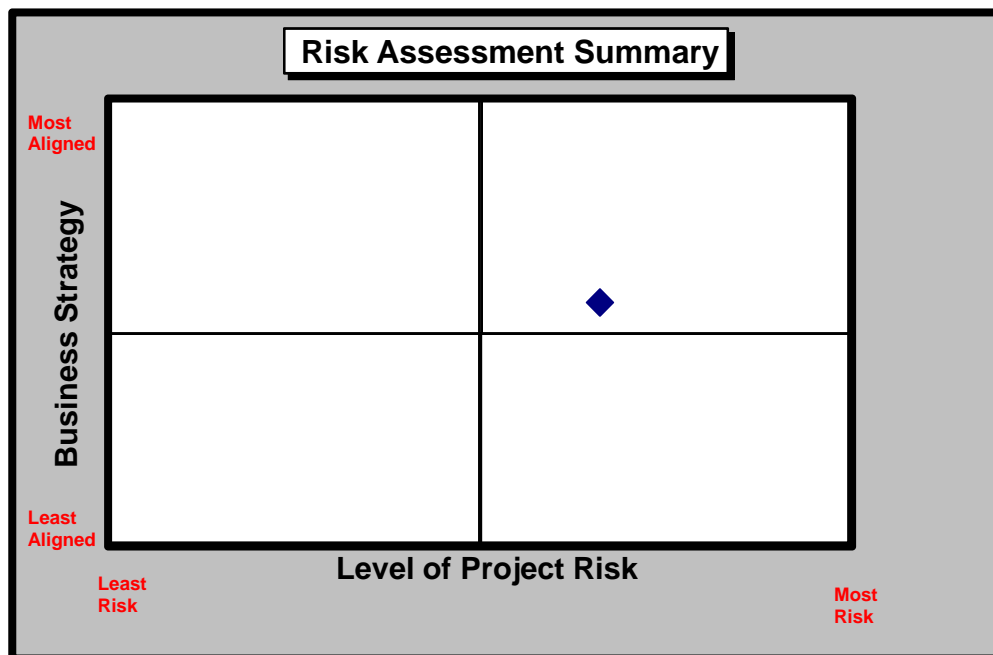 Risk Assessment Summary
Most
Aligned
Business Strategy
Least
Aligned
Level of Project Risk
Least
Risk
Most
Risk